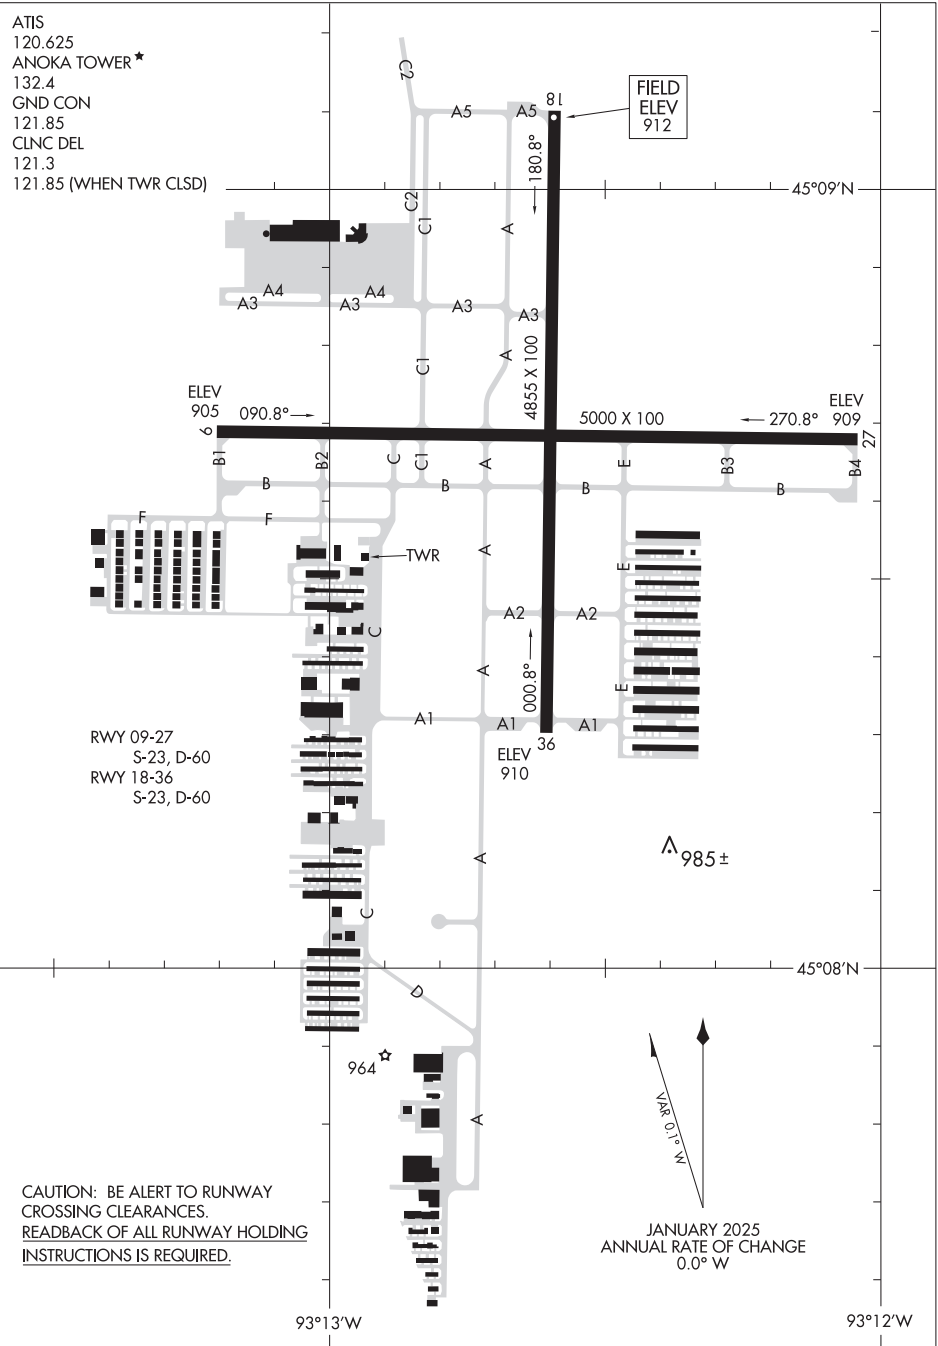 ATIS
120.625
ANOKA TOWER★
132.4
GND CON
121.85
CLNC DEL
121.3
121.85 (WHEN TWR CLSD)
C2
A5
A5
18
FIELD
ELEV
912
180.8°
45°09'N
C2
C1
A
A4
A4
A3
A3
A3
A3
C1
A
4855 X 100
ELEV
905
090.8°
5000 X 100
270.8°
ELEV
909
9
27
B1
B2
C
C1
A
E
B3
B4
B
B
B
B
F
F
TWR
A
E
C
A2
A2
000.8°
A
E
A1
A1
A1
36
ELEV
910
RWY 09-27
S-23, D-60
RWY 18-36
S-23, D-60
A
985±
C
45°08'N
D
964
A
VAR 0.1° W
CAUTION: BE ALERT TO RUNWAY
CROSSING CLEARANCES.
READBACK OF ALL RUNWAY HOLDING
INSTRUCTIONS IS REQUIRED.
JANUARY 2025
ANNUAL RATE OF CHANGE
0.0° W
93°13'W
93°12'W